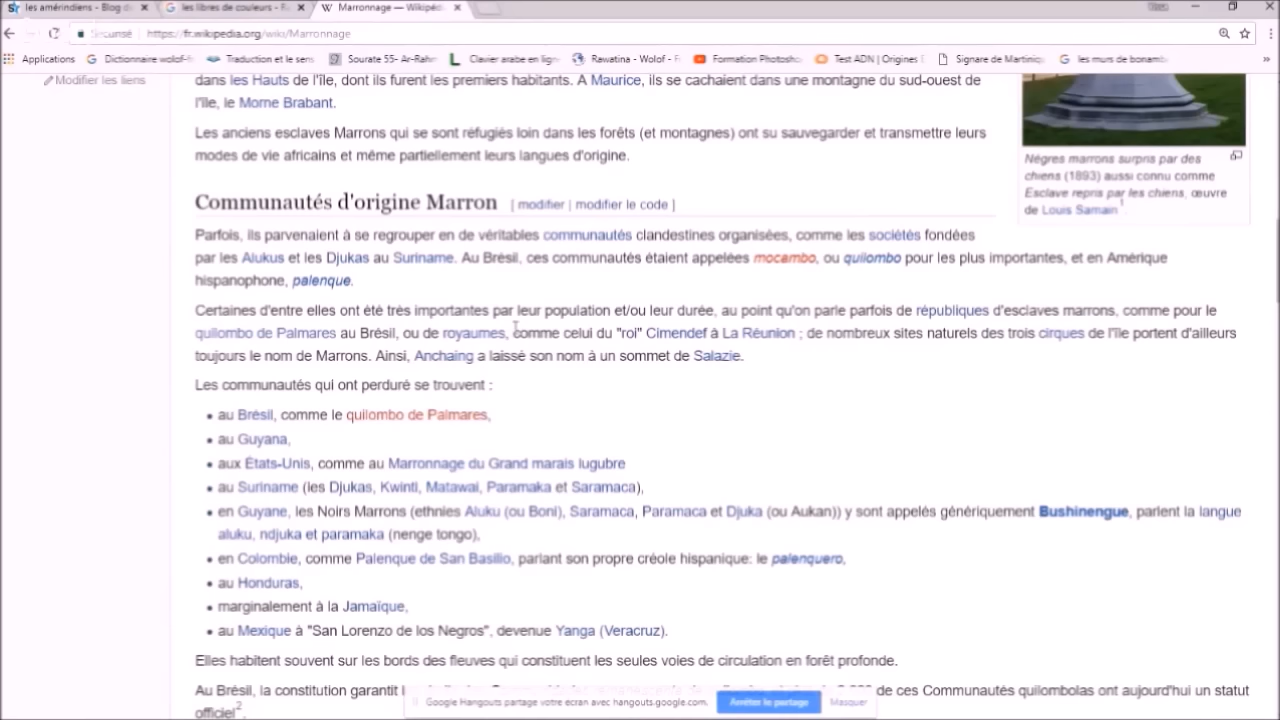 les amérindiens - Blog d
les libres de couleurs - R
Marronnage — Wikipéd
Sécurisé
https://fr.wikipedia.org/wiki/Marronnage
Applications
Dictionnaire wolof-f
Traduction et le sens
Sourate 55- Ar-Rahm
Clavier arabe en lign
Rawatina - Wolof - F
Formation Photosho
Test ADN | Origines
Signare de Martiniq
les murs de bonamb
»
Modifier les liens
dans les Hauts de l'île, dont ils furent les premiers habitants. A Maurice, ils se cachaient dans une montagne du sud-ouest de
l'île, le Morne Brabant.
Les anciens esclaves Marrons qui se sont réfugiés loin dans les forêts (et montagnes) ont su sauvegarder et transmettre leurs
modes de vie africains et même partiellement leurs langues d'origine.
Nègres marrons surpris par des
chiens (1893) aussi connu comme
Esclave repris par les chiens, œuvre
de Louis Samain 1
Communautés d'origine Marron [ modifier | modifier le code ]
Parfois, ils parvenaient à se regrouper en de véritables communautés clandestines organisées, comme les sociétés fondées
par les Alukus et les Djukas au Suriname. Au Brésil, ces communautés étaient appelées mocambo, ou quilombo pour les plus importantes, et en Amérique
hispanophone, palenque.
Certaines d'entre elles ont été très importantes par leur population et/ou leur durée, au point qu'on parle parfois de républiques d'esclaves marrons, comme pour le
quilombo de Palmares au Brésil, ou de royaumes, comme celui du "roi" Cimendef à La Réunion ; de nombreux sites naturels des trois cirques de l'île portent d'ailleurs
toujours le nom de Marrons. Ainsi, Anchaing a laissé son nom à un sommet de Salazie.
Les communautés qui ont perduré se trouvent :
• au Brésil, comme le quilombo de Palmares,
• au Guyana,
• aux États-Unis, comme au Marronnage du Grand marais lugubre
• au Suriname (les Djukas, Kwinti, Matawai, Paramaka et Saramaca),
• en Guyane, les Noirs Marrons (ethnies Aluku (ou Boni), Saramaca, Paramaca et Djuka (ou Aukan)) y sont appelés génériquement Bushinengue, parlent la langue
aluku, ndjuka et paramaka (nenge tongo),
• en Colombie, comme Palenque de San Basilio, parlant son propre créole hispanique: le palenquero,
• au Honduras,
• marginalement à la Jamaïque,
• au Mexique à "San Lorenzo de los Negros", devenue Yanga (Veracruz).
Elles habitent souvent sur les bords des fleuves qui constituent les seules voies de circulation en forêt profonde.
Au Brésil, la constitution garantit de ces Communautés quilombolas ont aujourd'hui un statut
officiel 2.
Google Hangouts partage votre écran avec hangouts.google.com.
Arrêter le partage
Masquer